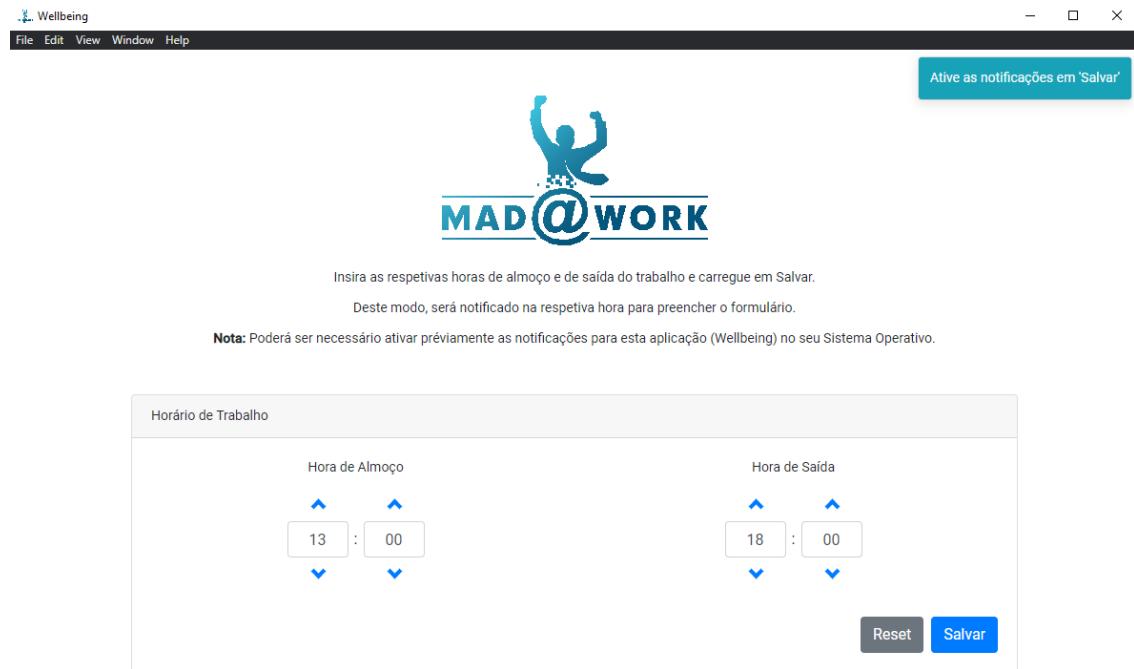 Wellbeing
File Edit View Window Help
Ative as notificações em 'Salvar'
MAD@WORK
Insira as respetivas horas de almoço e de saída do trabalho e carregue em Salvar.
Deste modo, será notificado na respetiva hora para preencher o formulário.
Nota: Poderá ser necessário ativar préviamente as notificações para esta aplicação (Wellbeing) no seu Sistema Operativo.
Horário de Trabalho
Hora de Almoço Hora de Saída
13 : 00 18 : 00
Reset Salvar